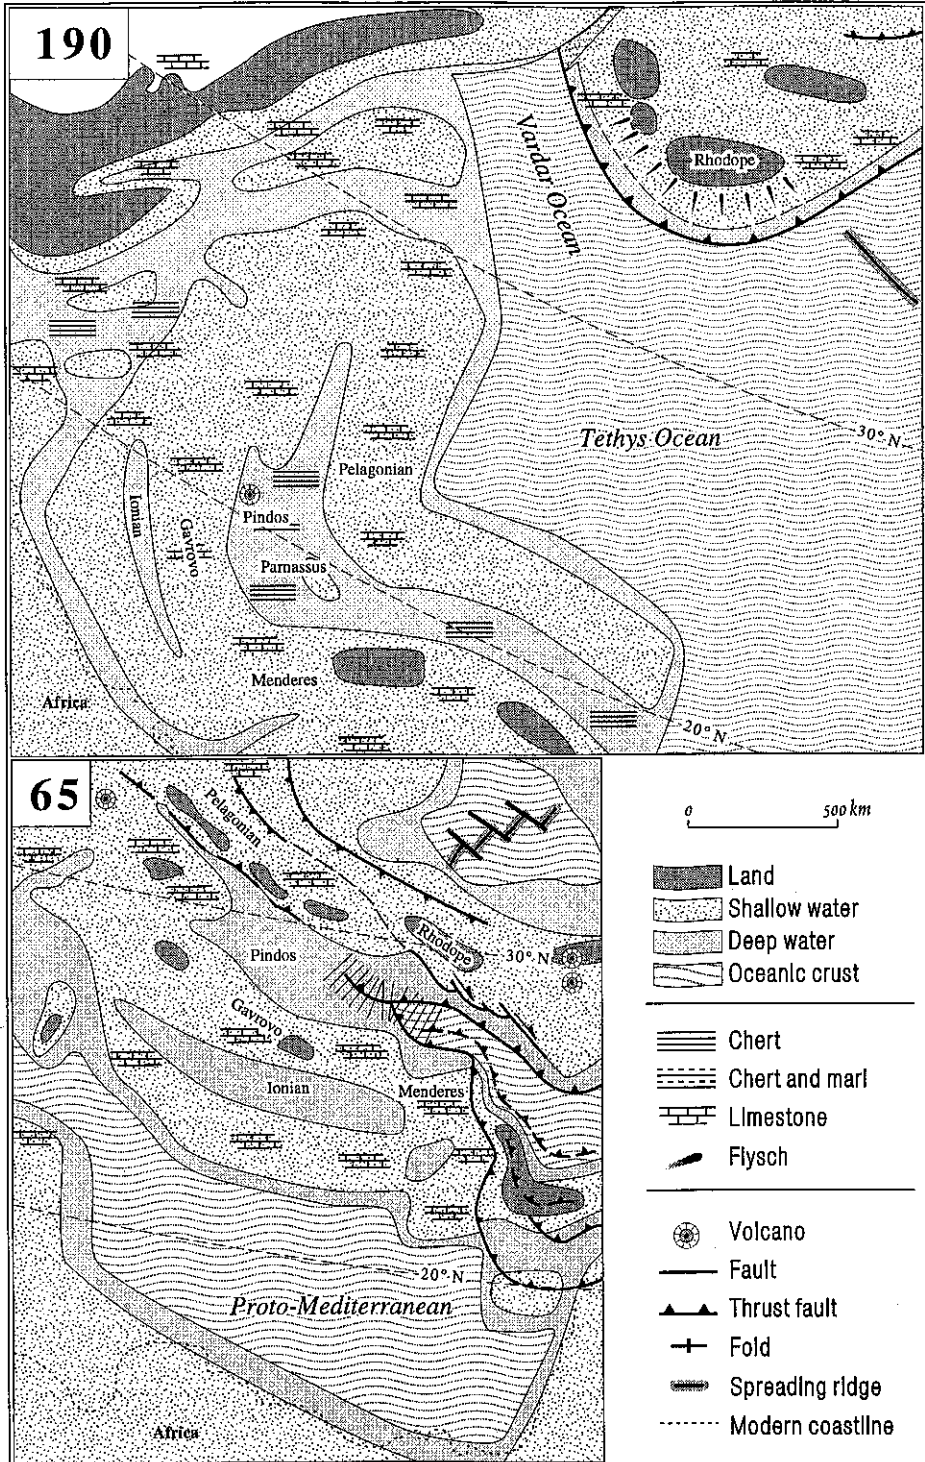 190
Vardar Ocean
Rhodope
Tethys Ocean
30° N
Pelagonian
Ionian
Gavrovo
Pindos
Parnassus
Menderes
Africa
20° N
65
Pelagonian
Rhodope
30° N
Pindos
Gavrovo
Ionian
Menderes
20° N
Proto-Mediterranean
Africa
0 500 km
Land
Shallow water
Deep water
Oceanic crust
Chert
Chert and marl
Limestone
Flysch
Volcano
Fault
Thrust fault
Fold
Spreading ridge
Modern coastline